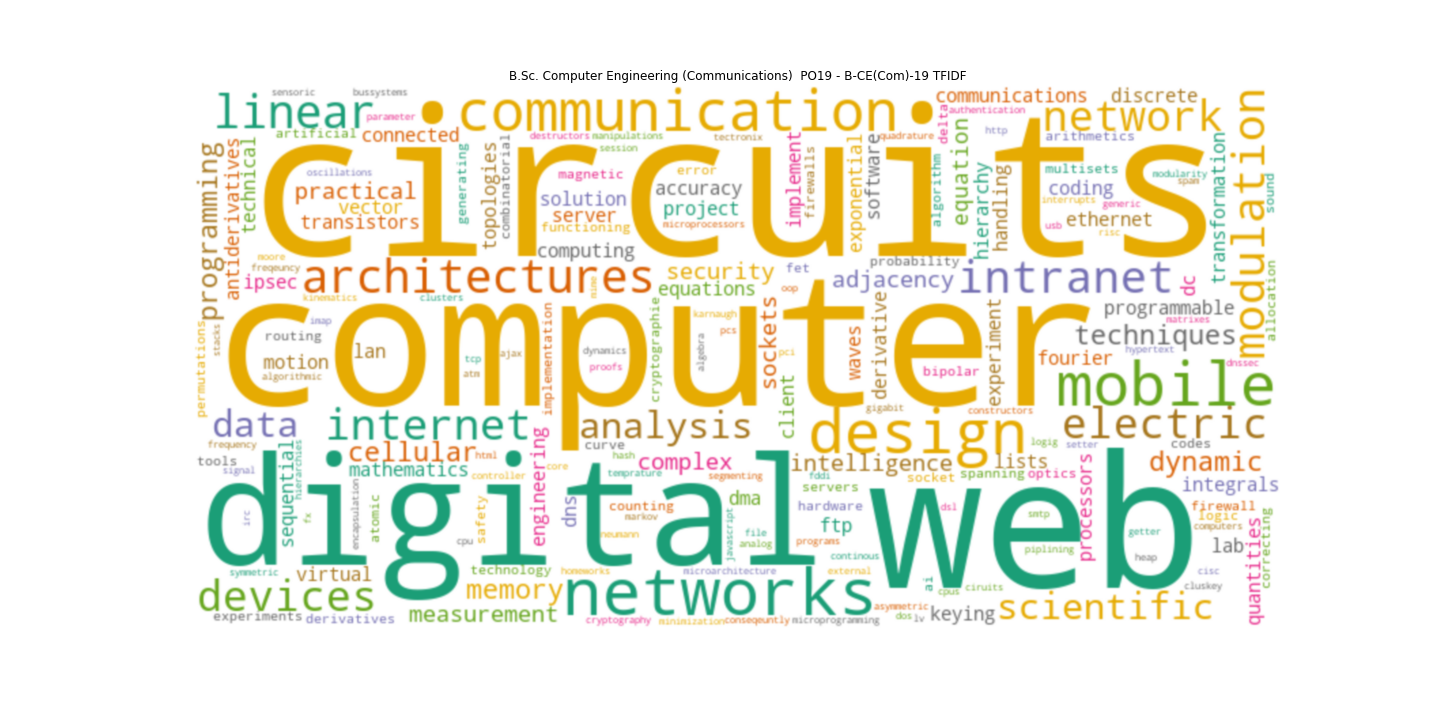 B.Sc. Computer Engineering (Communications)  PO19 - B-CE(Com)-19 TFIDF
sensoric
bussystems
linear
parameter
communication
communications
discrete
authentication
network
delta
modulation
artificial
connected
destructors
manipulations
tectronix
quadrature
http
arithmetics
session
programming
antiderivatives
technical
circuits
oscillations
practical
vector
transistors
generating
topologies
combinatorial
magnetic
error
accuracy
solution
server
project
functioning
microprocessors
implement
firewalls
exponential
software
algorithm
equation
hierarchy
handling
multisets
coding
interrupts
generic
usb
ethernet
risc
modularity
spam
transformation
sound
computing
probability
moore
freqeuncy
ipsec
architectures
security
fet
adjacency
intranet
dc
allocation
equations
oop
mime
kinematics
clusters
computer
imap
routing
stacks
permutations
lan
motion
algorithmic
tcp
atm
ajax
implementation
dynamics
proofs
cryptographie
karnaugh
pcs
algebra
sockets
pci
client
waves
derivative
bipolar
experiment
fourier
programmable
matrixes
techniques
hypertext
dnssec
mobile
gigabit
constructors
data
internet
analysis
design
electric
frequency
tools
signal
sequential
hierarchies
cellular
html
mathematics
controller
curve
hash
core
complex
temprature
segmenting
intelligence
fddi
servers
socket
spanning
lists
logig
optics
setter
codes
dynamic
integrals
digital
web
irc
fx
encapsulation
atomic
cpu
safety
engineering
dns
counting
markov
neumann
dma
javascript
file
analog
hardware
ftp
programs
continous
dsl
smtp
piplining
processors
getter
heap
firewall
logic
computers
lab
cisc
cluskey
quantities
correcting
symmetric
virtual
technology
homeworks
microarchitecture
external
ai
cpus
ciruits
devices
memory
networks
scientific
experiments
derivatives
measurement
cryptography
minimization
conseqeuntly
microprogramming
asymmetric
dos
lv
keying